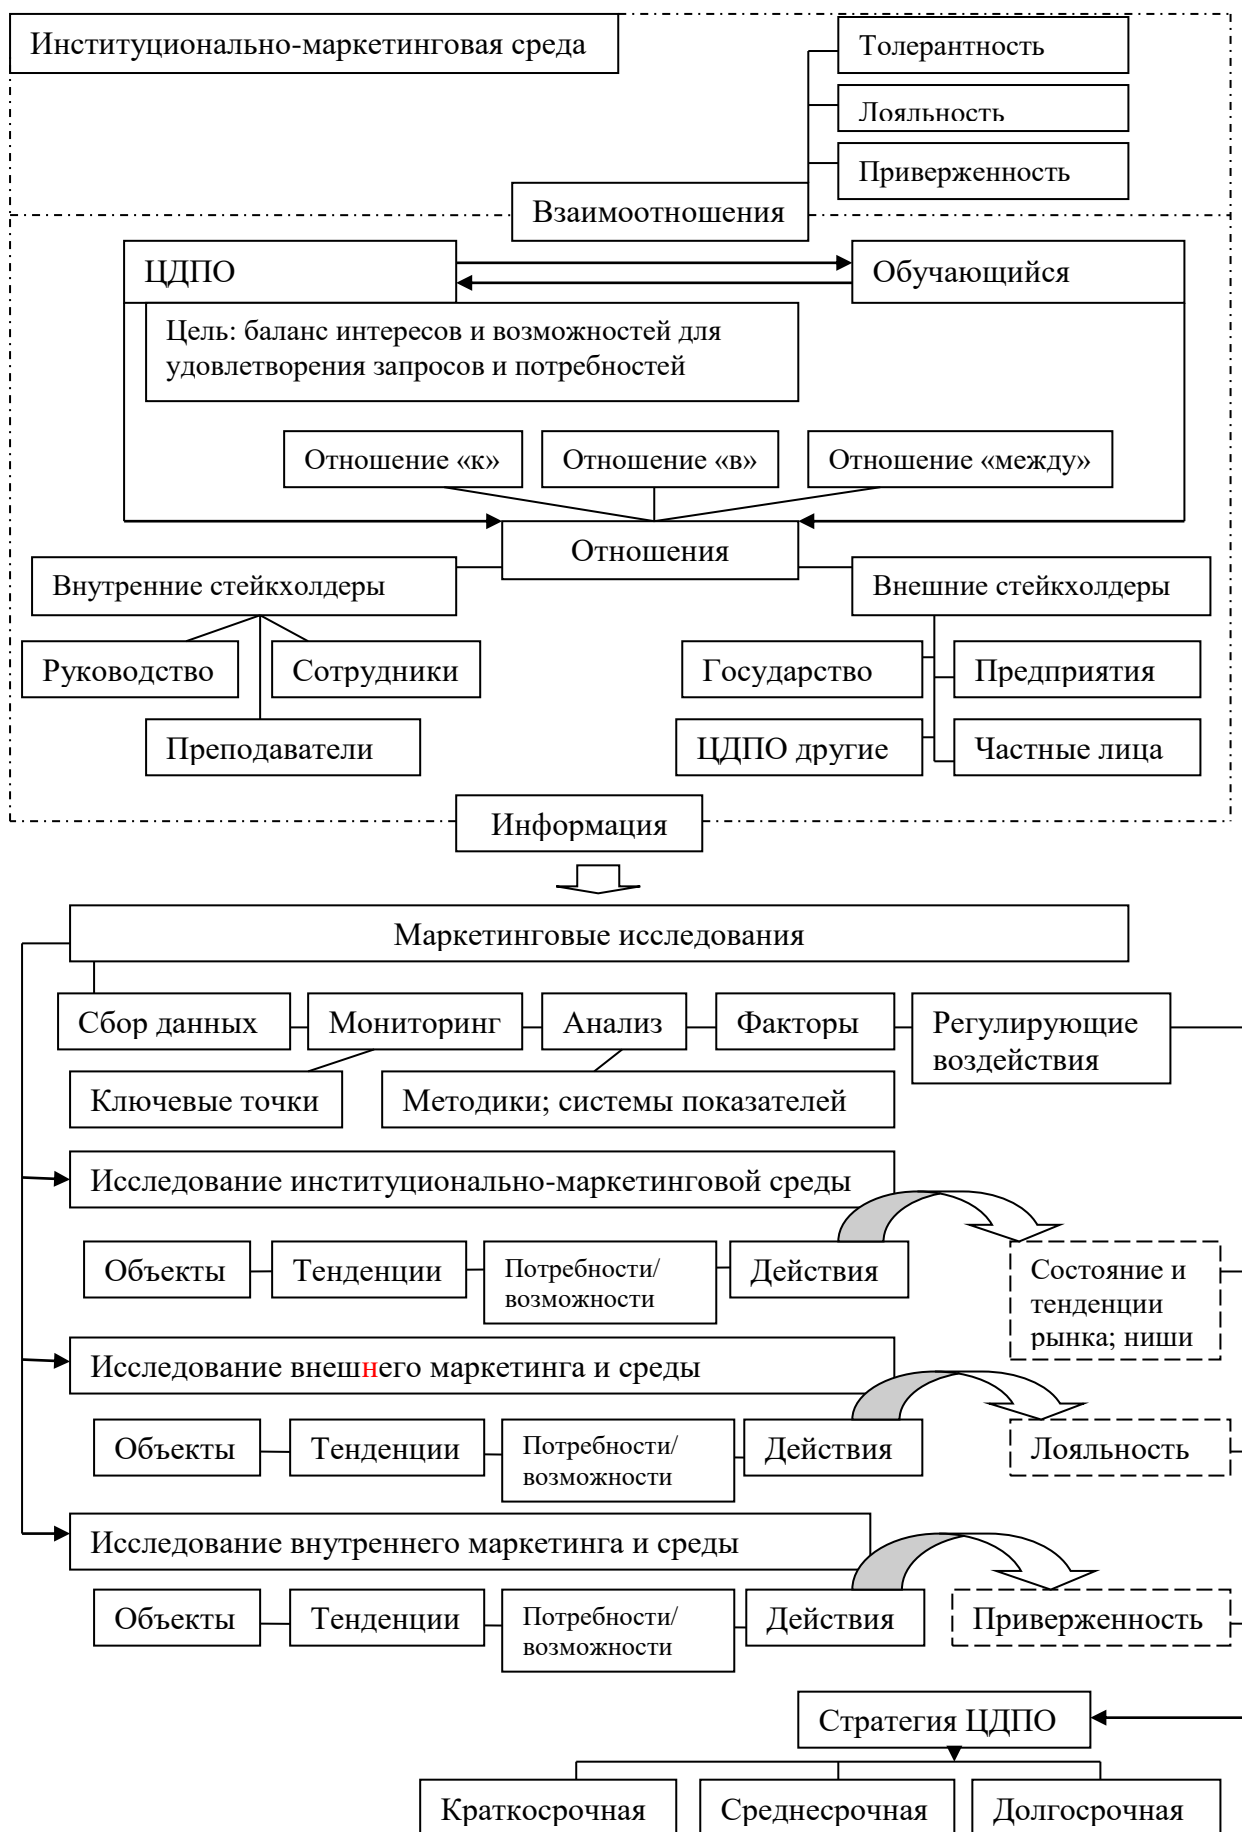 Институционально-маркетинговая среда
Толерантность
Лояльность
Приверженность
Взаимоотношения
ЦДПО
Обучающийся
Цель: баланс интересов и возможностей для
удовлетворения запросов и потребностей
Отношение «к»
Отношение «в»
Отношение «между»
Отношения
Внутренние стейкхолдеры
Внешние стейкхолдеры
Руководство
Сотрудники
Государство
Предприятия
Преподаватели
ЦДПО другие
Частные лица
Информация
Маркетинговые исследования
Сбор данных
Мониторинг
Анализ
Факторы
Регулирующие
воздействия
Ключевые точки
Методики; системы показателей
Исследование институционально-маркетинговой среды
Объекты
Тенденции
Потребности/
возможности
Действия
Состояние и
тенденции
рынка; ниши
Исследование внешнего маркетинга и среды
Объекты
Тенденции
Потребности/
возможности
Действия
Лояльность
Исследование внутреннего маркетинга и среды
Объекты
Тенденции
Потребности/
возможности
Действия
Приверженность
Стратегия ЦДПО
Краткосрочная
Среднесрочная
Долгосрочная